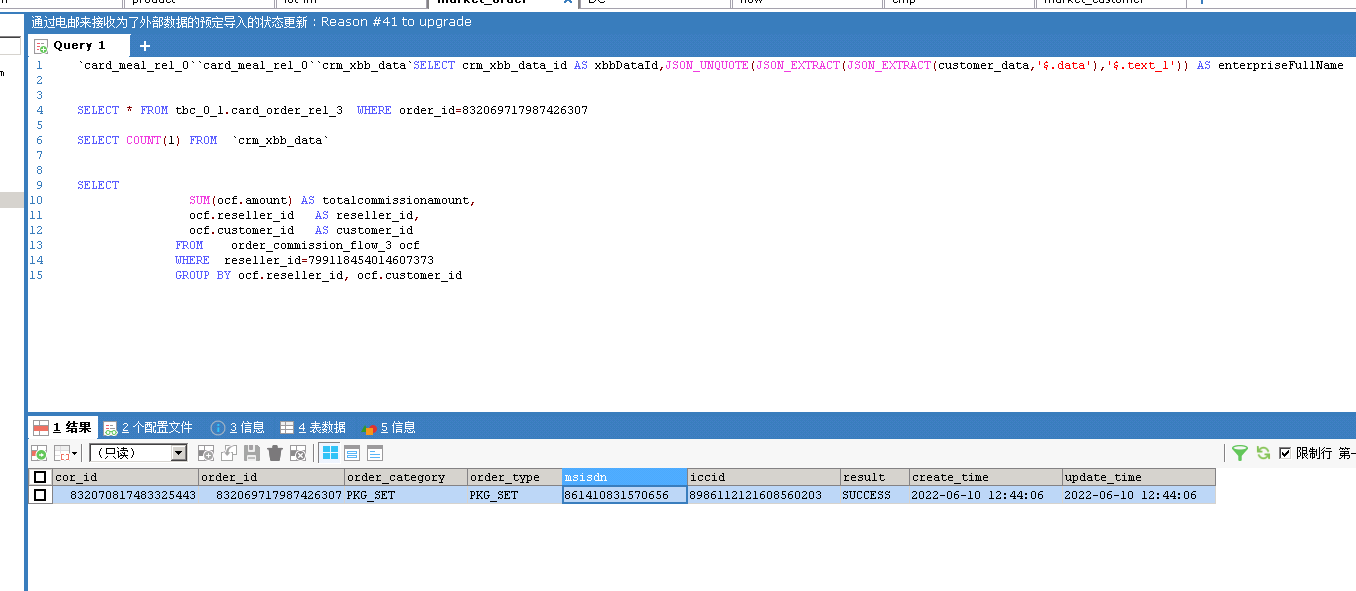 product
market_order
DC
now
emp
market_customer
通过电邮来接收为了外部数据的预定导入的状态更新：Reason #41 to upgrade
Query 1
1 `card_meal_rel_0``card_meal_rel_0``crm_xbb_data`SELECT crm_xbb_data_id AS xbbDataId,JSON_UNQUOTE(JSON_EXTRACT(JSON_EXTRACT(customer_data,'$.data'),'$.text_1')) AS enterpriseFullName
2
3
4 SELECT * FROM tbc_0_1.card_order_rel_3 WHERE order_id=832069717987426307
5
6 SELECT COUNT(1) FROM `crm_xbb_data`
7
8
9 SELECT
10 SUM(ocf.amount) AS totalcommissionamount,
11 ocf.reseller_id AS reseller_id,
12 ocf.customer_id AS customer_id
13 FROM order_commission_flow_3 ocf
14 WHERE reseller_id=799118454014607373
15 GROUP BY ocf.reseller_id, ocf.customer_id
1 结果 2 个配置文件 3 信息 4 表数据 5 信息
（只读） 限制行 第一
cor_id order_id order_category order_type msisdn iccid result create_time update_time
832070817483325443 832069717987426307 PKG_SET PKG_SET 861410831570656 89861121216085​60203 SUCCESS 2022-06-10 12:44:06 2022-06-10 12:44:06